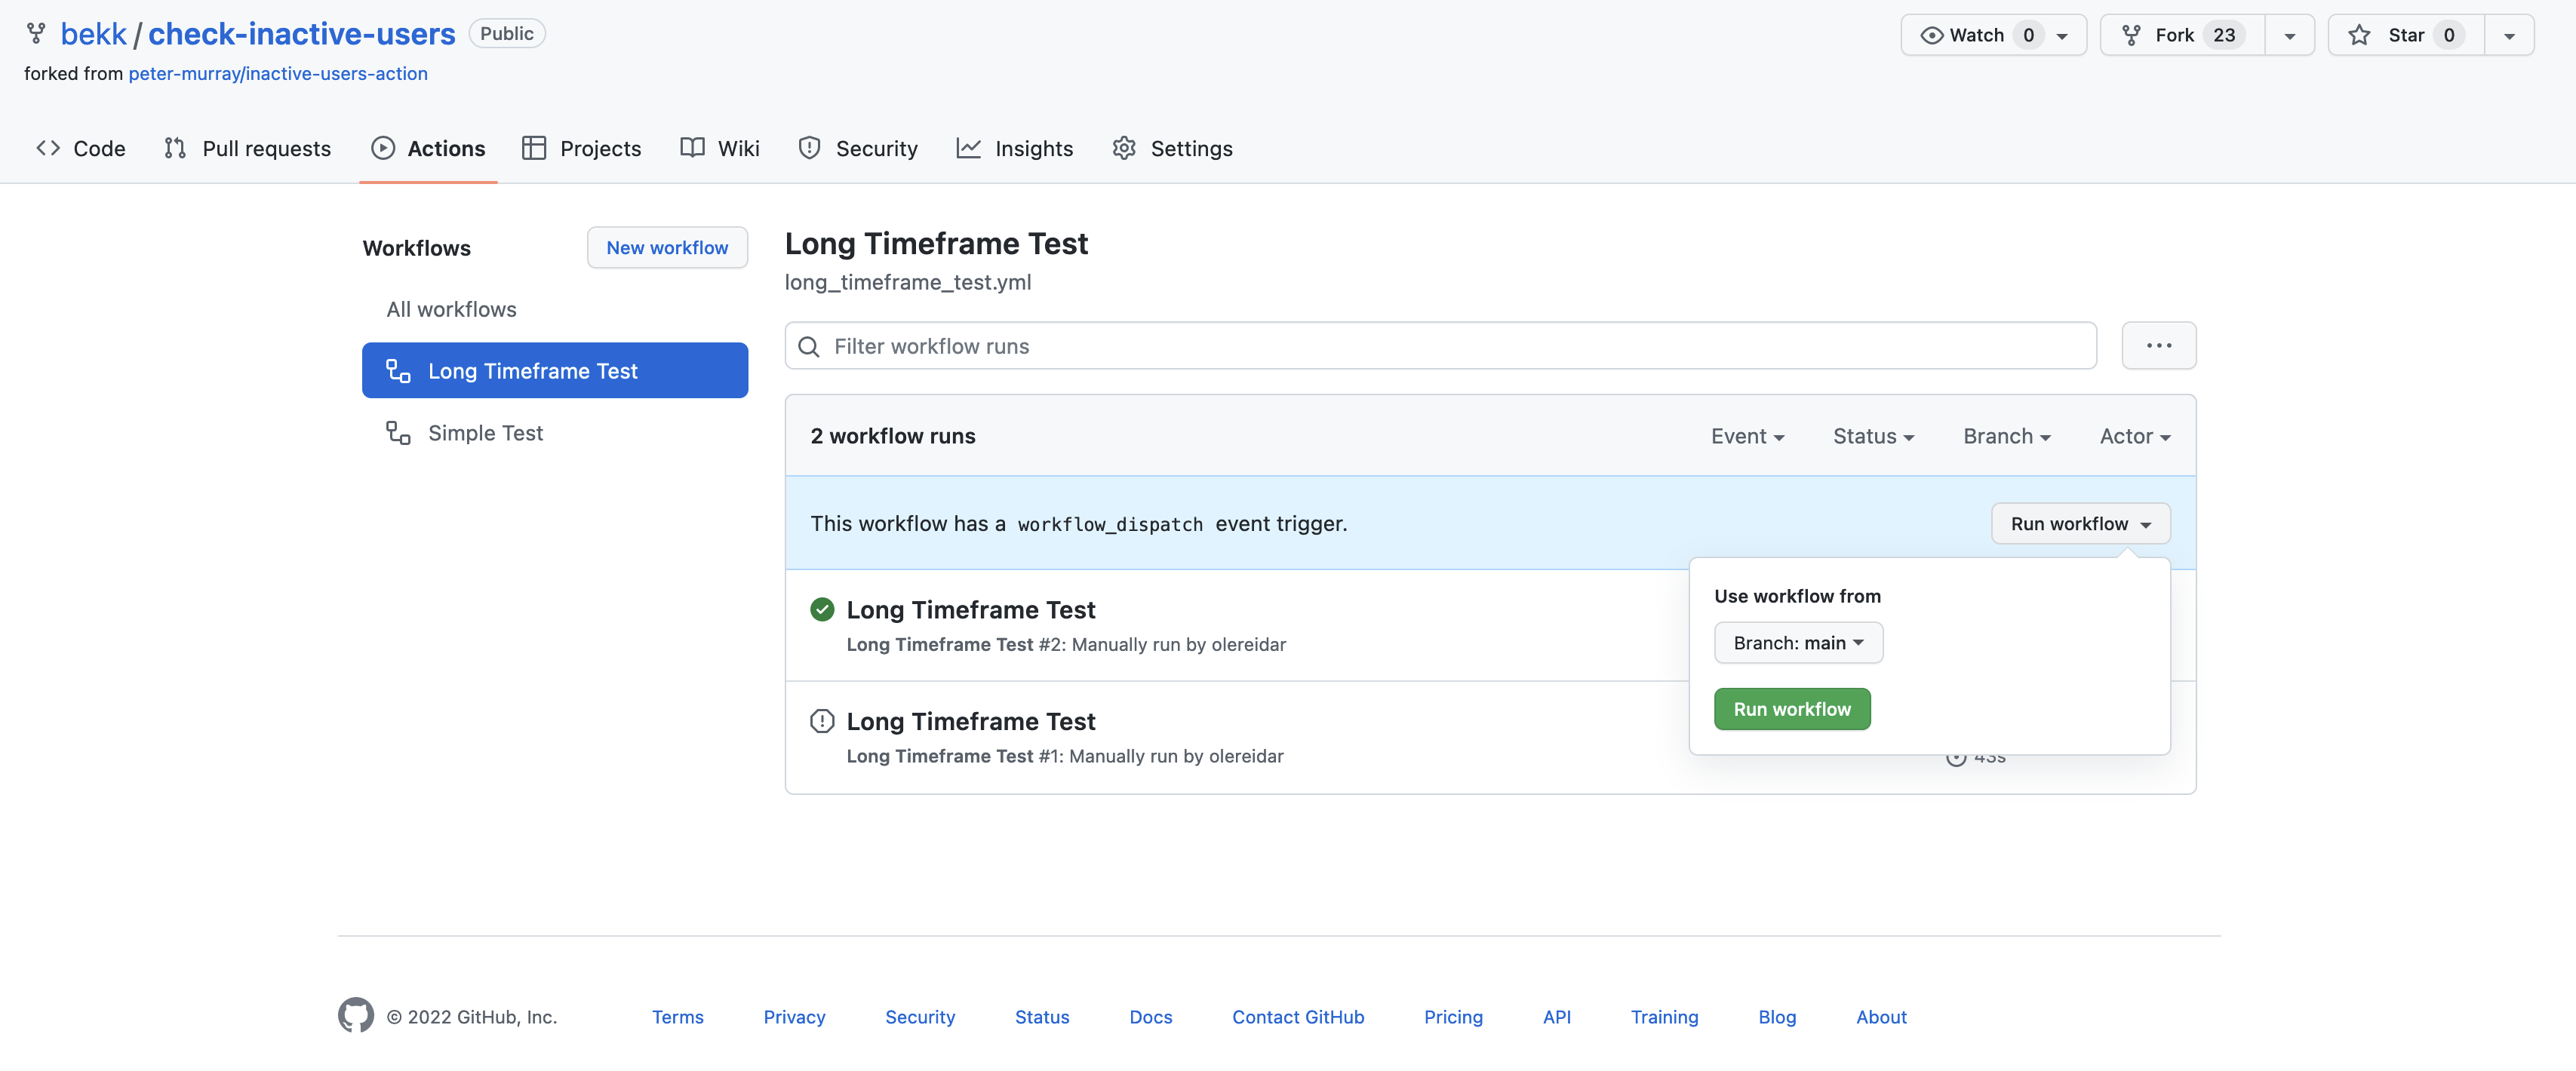 bekk / check-inactive-users Public Watch 0 Fork 23 Star 0
forked from peter-murray/inactive-users-action
Code Pull requests Actions Projects Wiki Security Insights Settings
Workflows New workflow
All workflows
Long Timeframe Test
Simple Test
Long Timeframe Test
long_timeframe_test.yml
Filter workflow runs
2 workflow runs Event Status Branch Actor
This workflow has a workflow_dispatch event trigger. Run workflow
Use workflow from
Branch: main
Run workflow
Long Timeframe Test
Long Timeframe Test #2: Manually run by olereidar
Long Timeframe Test
Long Timeframe Test #1: Manually run by olereidar
43s
© 2022 GitHub, Inc. Terms Privacy Security Status Docs Contact GitHub Pricing API Training Blog About